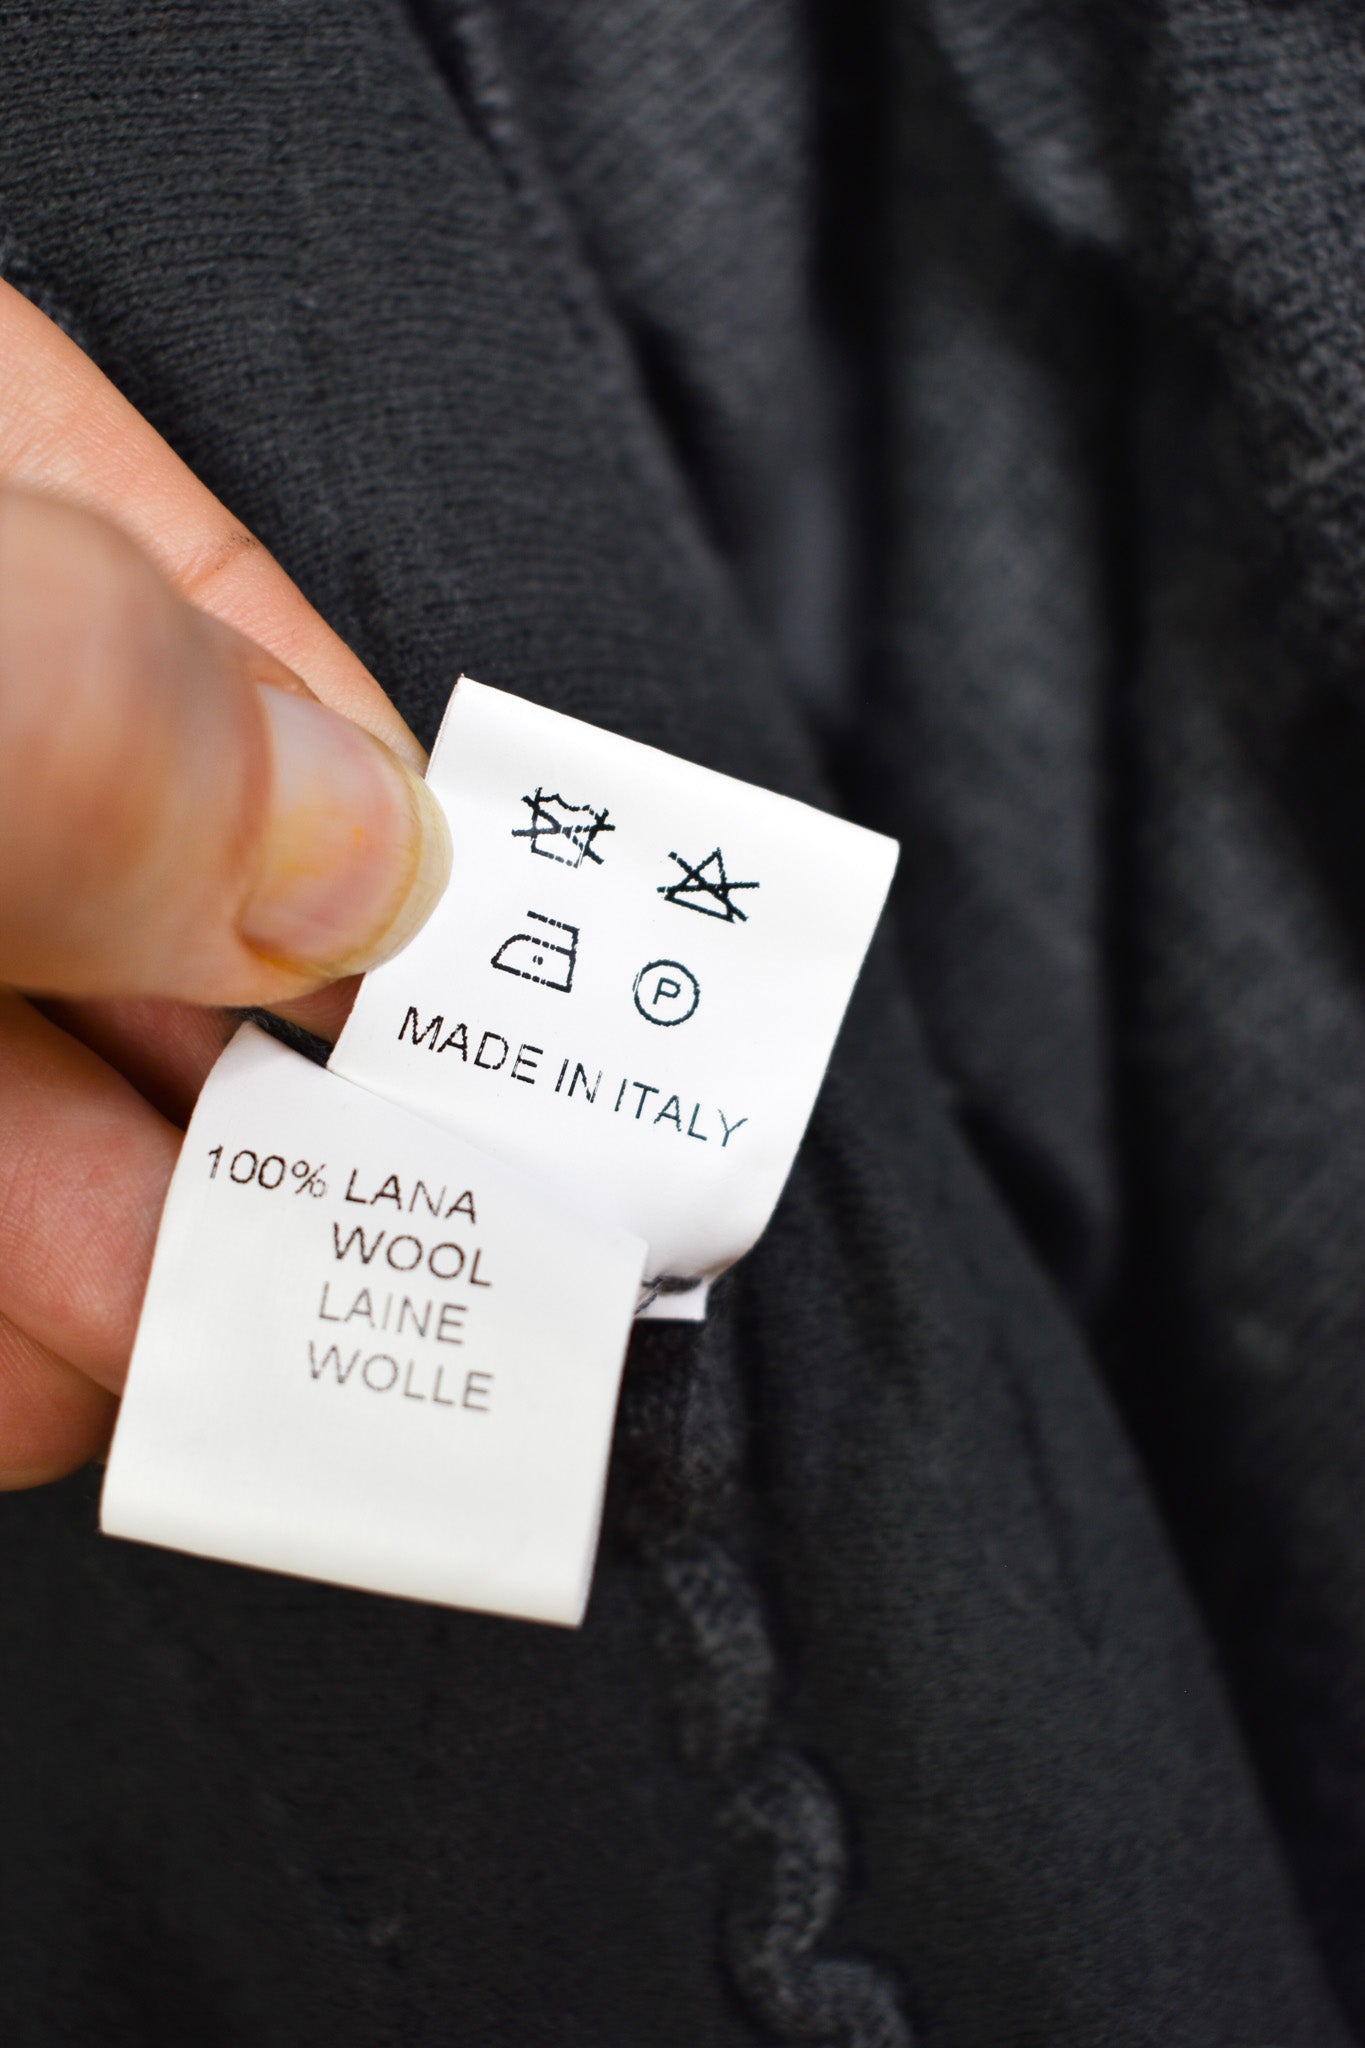 P
MADE IN ITALY
100% LANA
WOOL
LAINE
WOLLE